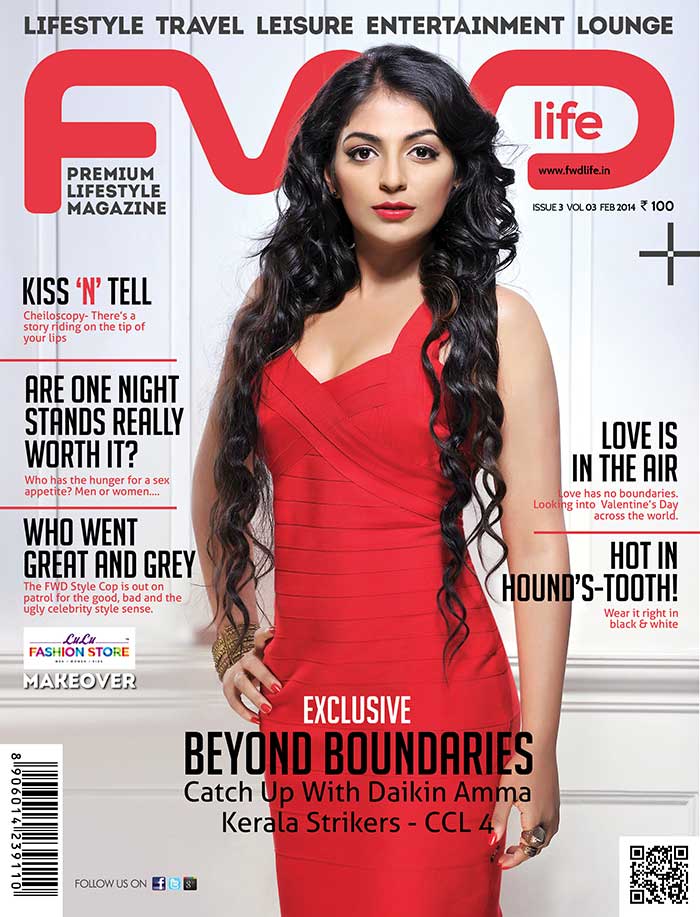 LIFESTYLE TRAVEL LEISURE ENTERTAINMENT LOUNGE
FWD
life
www.fwdlife.in
PREMIUM
LIFESTYLE
MAGAZINE
ISSUE 3 VOL 03 FEB 2014 ₹ 100
KISS 'N' TELL
Cheiloscopy- There's a
story riding on the tip of
your lips
ARE ONE NIGHT
STANDS REALLY
WORTH IT?
Who has the hunger for a sex
appetite? Men or women....
WHO WENT
GREAT AND GREY
The FWD Style Cop is out on
patrol for the good, bad and the
ugly celebrity style sense.
LuLu
FASHION STORE
MEN | WOMEN | KIDS
MAKEOVER
LOVE IS
IN THE AIR
Love has no boundaries.
Looking into Valentine's Day
across the world.
HOT IN
HOUND'S-TOOTH!
Wear it right in
black & white
EXCLUSIVE
BEYOND BOUNDARIES
Catch Up With Daikin Amma
Kerala Strikers - CCL 4
8906014239110
FOLLOW US ON